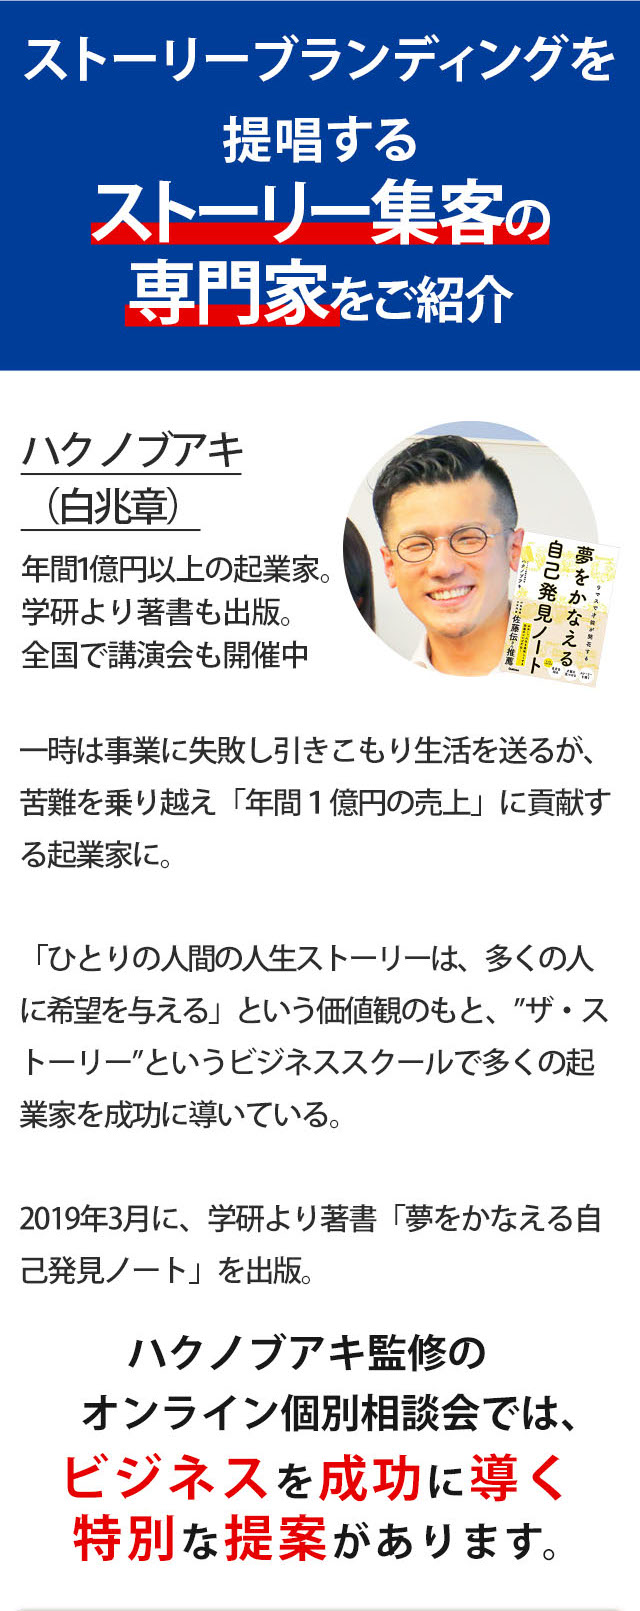 ストーリーブランディングを
提唱する
ストーリー集客の
専門家をご紹介
ハク ノブアキ
（白兆章）
年間1億円以上の起業家。
学研より著書も出版。
全国で講演会も開催中
夢をかなえる
自己発見ノート
ハクノブアキ
佐藤伝氏推薦
一時は事業に失敗し引きこもり生活を送るが、
苦難を乗り越え「年間１億円の売上」に貢献す
る起業家に。
「ひとりの人間の人生ストーリーは、多くの人
に希望を与える」という価値観のもと、”ザ・ス
トーリー”というビジネススクールで多くの起
業家を成功に導いている。
2019年3月に、学研より著書「夢をかなえる自
己発見ノート」を出版。
ハクノブアキ監修の
オンライン個別相談会では、
ビジネスを成功に導く
特別な提案があります。